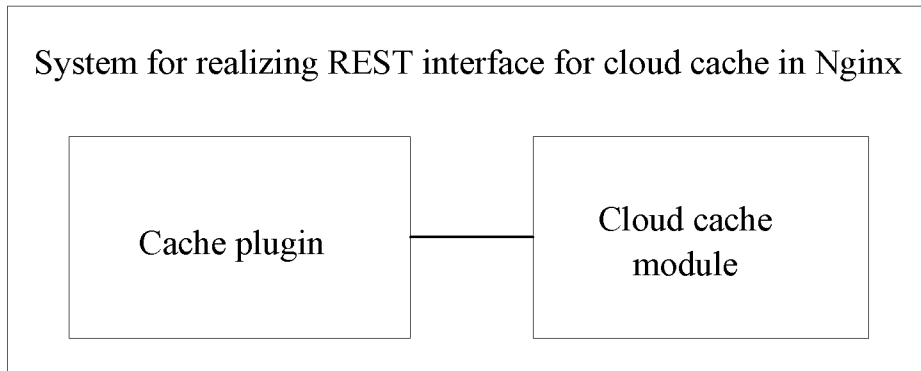 System for realizing REST interface for cloud cache in Nginx
Cache plugin
Cloud cache
module